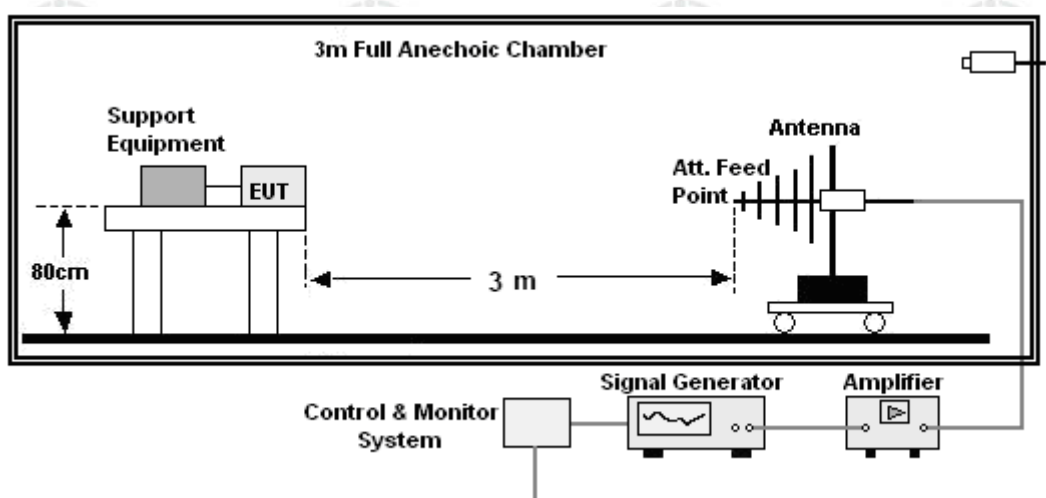 3m Full Anechoic Chamber
Support
Equipment
Antenna
Att. Feed
Point
EUT
80cm
3 m
Signal Generator
Amplifier
Control & Monitor
System